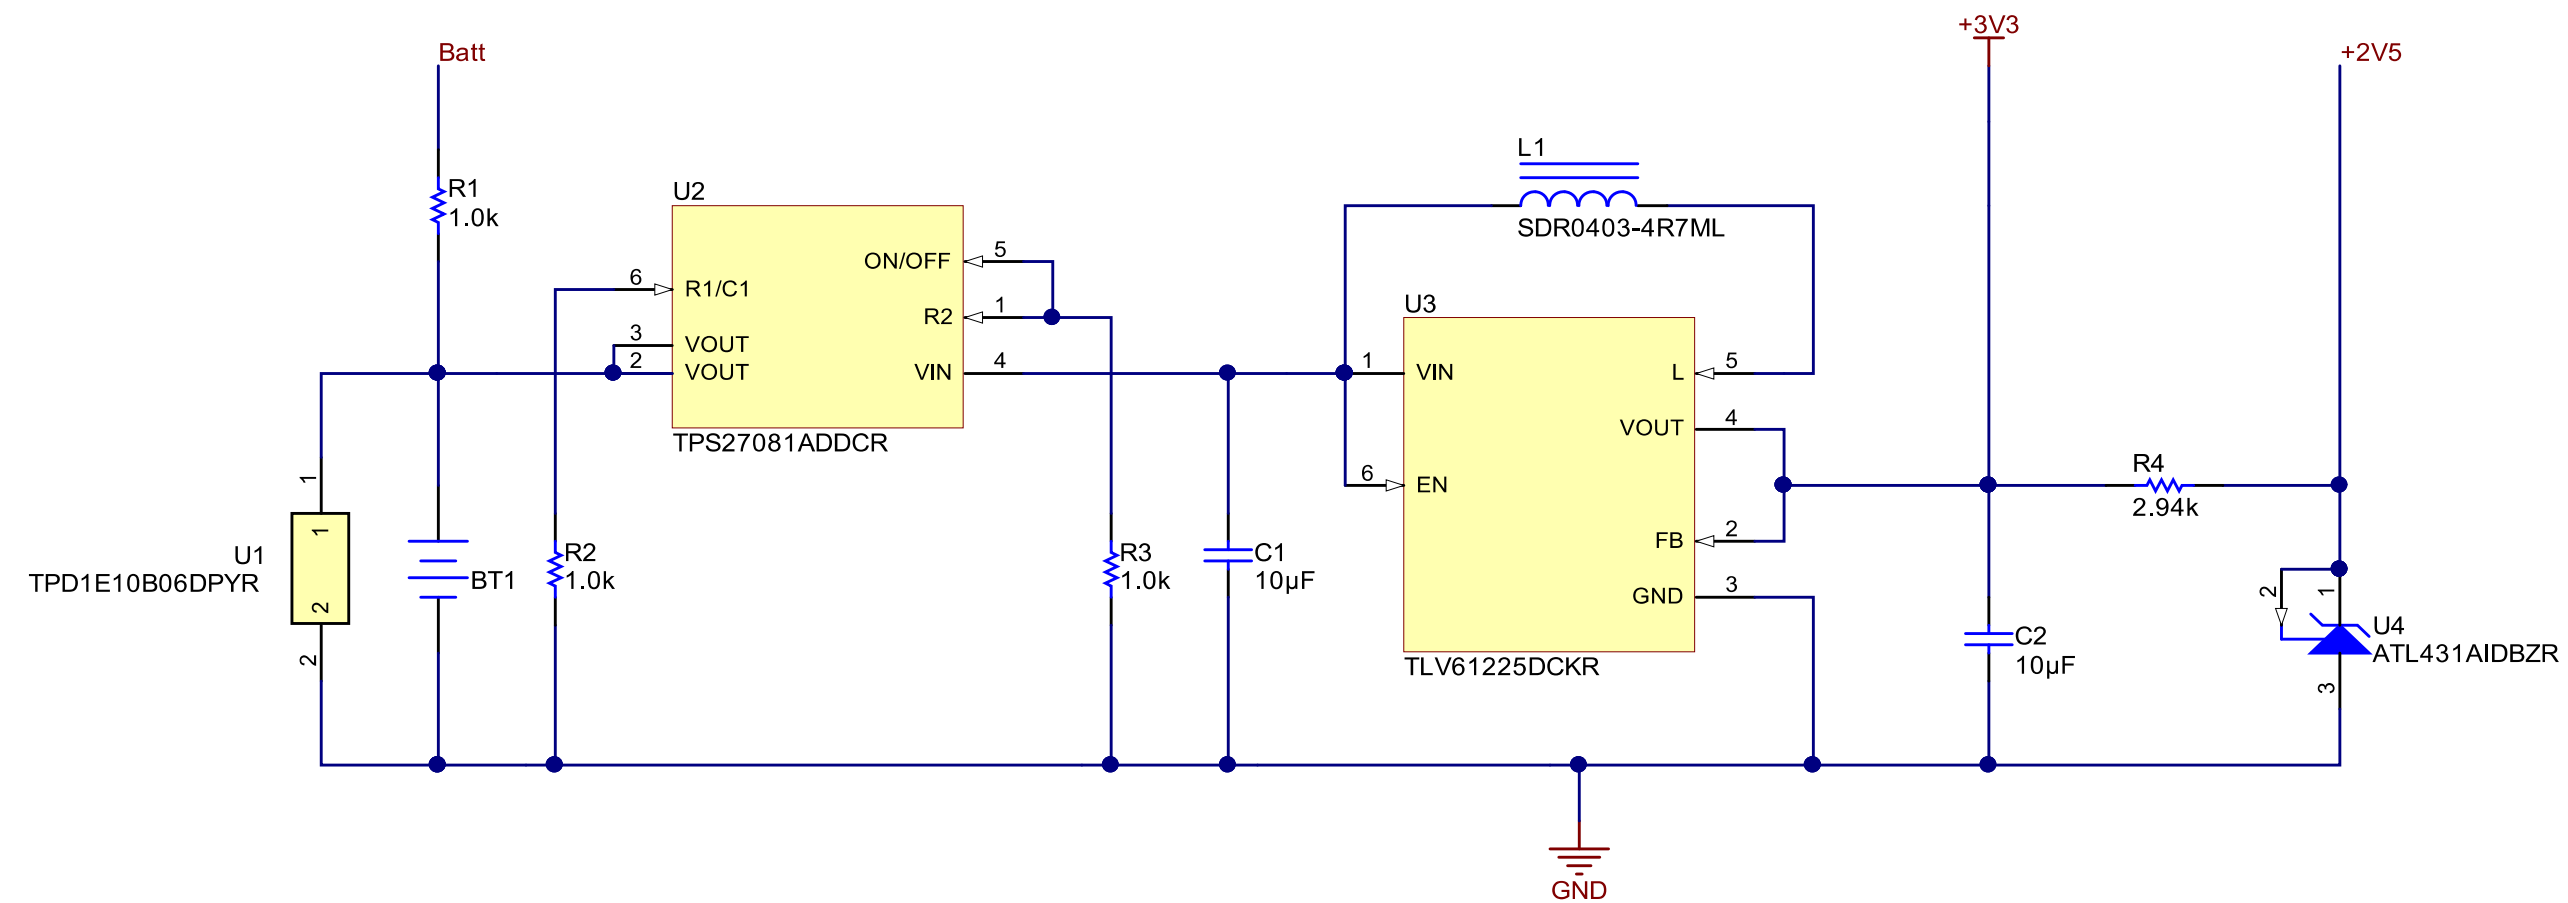 Batt
+3V3
+2V5
R1
1.0k
U2
6
R1/C1
3
VOUT
2
VOUT
ON/OFF
5
R2
1
VIN
4
TPS27081ADDCR
L1
SDR0403-4R7ML
U3
1
VIN
6
EN
L
5
VOUT
4
FB
2
GND
3
TLV61225DCKR
R4
2.94k
1
1
2
2
U1
TPD1E10B06DPYR
BT1
R2
1.0k
R3
1.0k
C1
10µF
C2
10µF
2
1
3
U4
ATL431AIDBZR
GND